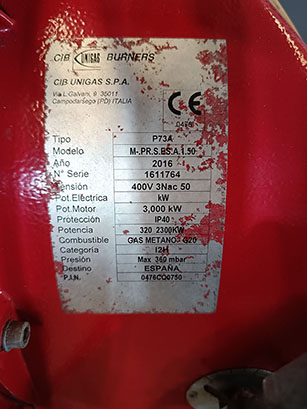 CIB UNIGAS BURNERS
CIB UNIGAS S.P.A.
Via L.Galvani, 9 35011
Campodarsego (PD) ITALIA
CE
0476
Tipo P73A
Modelo M-.PR.S.ES.A.1.50
Año 2016
N° Serie 1611764
Tensión 400V 3Nac 50
Pot.Eléctrica kW
Pot.Motor 3,000 kW
Protección IP40
Potencia 320 2300KW
Combustible GAS METANO G20
Categoría I2H
Presión Max 360 mbar
Destino ESPAÑA
P.I.N. 0476CQ0750